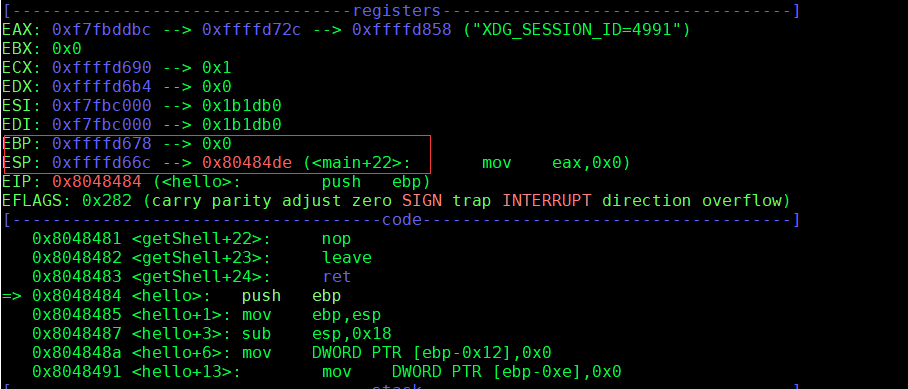 [----------------------------------registers-----------------------------------]
EAX: 0xf7fbddbc --> 0xffffd72c --> 0xffffd858 ("XDG_SESSION_ID=4991")
EBX: 0x0
ECX: 0xffffd690 --> 0x1
EDX: 0xffffd6b4 --> 0x0
ESI: 0xf7fbc000 --> 0x1b1db0
EDI: 0xf7fbc000 --> 0x1b1db0
EBP: 0xffffd678 --> 0x0
ESP: 0xffffd66c --> 0x80484de (<main+22>: mov eax,0x0)
EIP: 0x8048484 (<hello>: push ebp)
EFLAGS: 0x282 (carry parity adjust zero SIGN trap INTERRUPT direction overflow)
[-------------------------------------code-------------------------------------]
0x8048481 <getShell+22>: nop
0x8048482 <getShell+23>: leave
0x8048483 <getShell+24>: ret
=> 0x8048484 <hello>: push ebp
0x8048485 <hello+1>: mov ebp,esp
0x8048487 <hello+3>: sub esp,0x18
0x804848a <hello+6>: mov DWORD PTR [ebp-0x12],0x0
0x8048491 <hello+13>: mov DWORD PTR [ebp-0xe],0x0
[------------------------------------stack-------------------------------------]